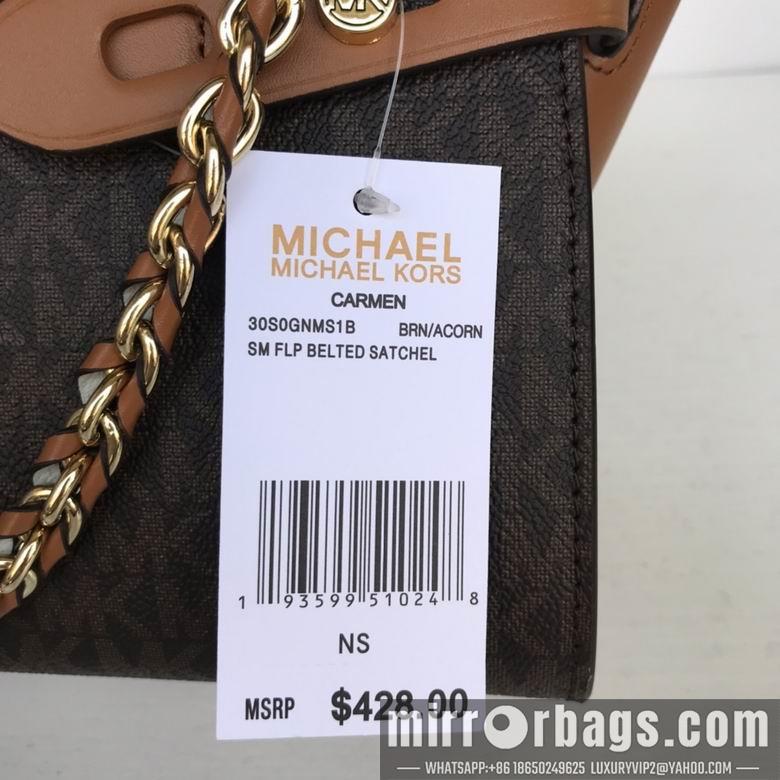 MK
MICHAEL
MICHAEL KORS
CARMEN
30S0GNMS1B BRN/ACORN
SM FLP BELTED SATCHEL
1 93599 51024 8
NS
MSRP $428.00
mirrorbags.com
WHATSAPP:+86 18650249625 LUXURYVIP2@YAHOO.COM